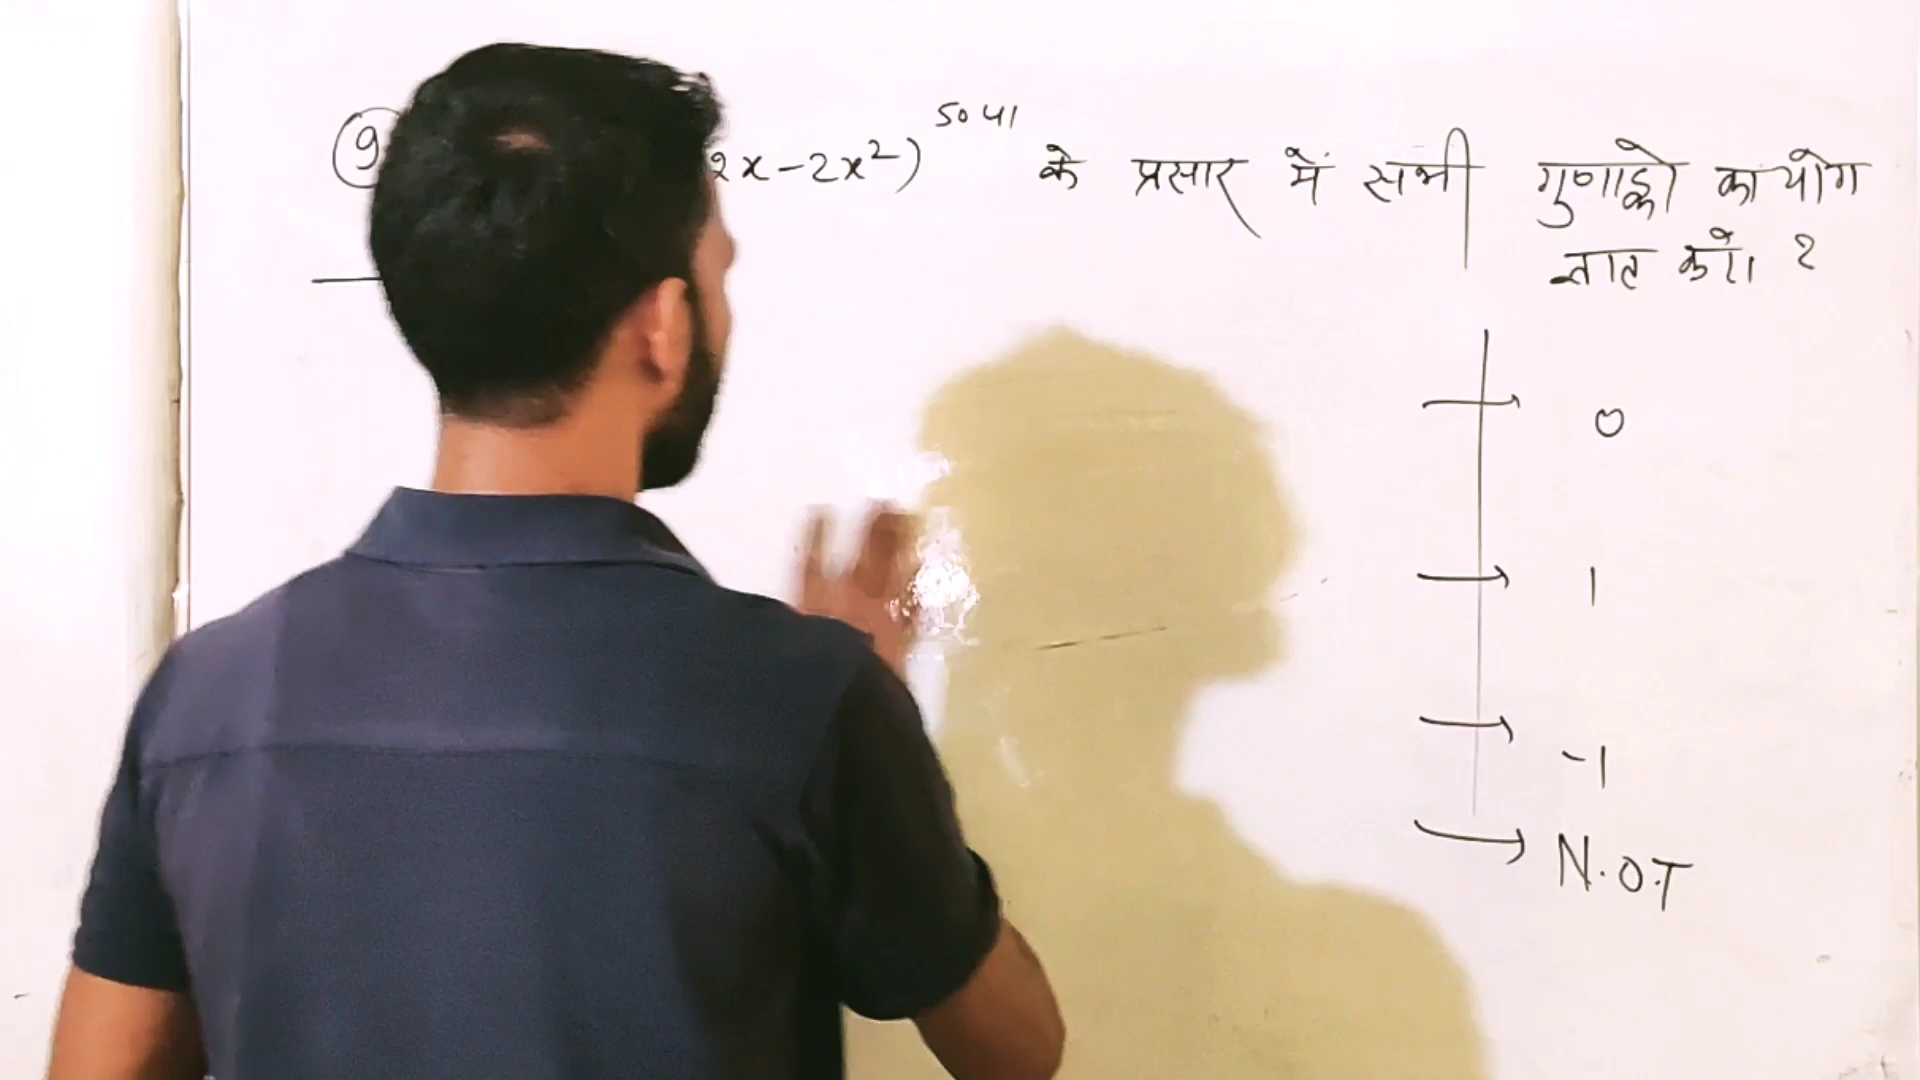 9
2x-2x²)⁵⁰⁴¹ के प्रसार में सभी गुणाङ्को का योग
ज्ञात करो। ?
→ 0
→ 1
→ -1
→ N.O.T